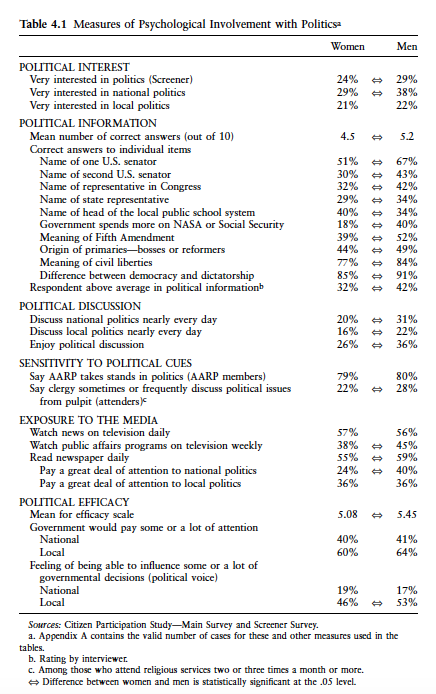 Table 4.1 Measures of Psychological Involvement with Politicsa
Women Men
POLITICAL INTEREST
Very interested in politics (Screener) 24% ⇔ 29%
Very interested in national politics 29% ⇔ 38%
Very interested in local politics 21% 22%
POLITICAL INFORMATION
Mean number of correct answers (out of 10) 4.5 ⇔ 5.2
Correct answers to individual items
Name of one U.S. senator 51% ⇔ 67%
Name of second U.S. senator 30% ⇔ 43%
Name of representative in Congress 32% ⇔ 42%
Name of state representative 29% ⇔ 34%
Name of head of the local public school system 40% ⇔ 34%
Government spends more on NASA or Social Security 18% ⇔ 40%
Meaning of Fifth Amendment 39% ⇔ 52%
Origin of primaries—bosses or reformers 44% ⇔ 49%
Meaning of civil liberties 77% ⇔ 84%
Difference between democracy and dictatorship 85% ⇔ 91%
Respondent above average in political informationb 32% ⇔ 42%
POLITICAL DISCUSSION
Discuss national politics nearly every day 20% ⇔ 31%
Discuss local politics nearly every day 16% ⇔ 22%
Enjoy political discussion 26% ⇔ 36%
SENSITIVITY TO POLITICAL CUES
Say AARP takes stands in politics (AARP members) 79% 80%
Say clergy sometimes or frequently discuss political issues 22% ⇔ 28%
from pulpit (attenders)c
EXPOSURE TO THE MEDIA
Watch news on television daily 57% 56%
Watch public affairs programs on television weekly 38% ⇔ 45%
Read newspaper daily 55% ⇔ 59%
Pay a great deal of attention to national politics 24% ⇔ 40%
Pay a great deal of attention to local politics 36% 36%
POLITICAL EFFICACY
Mean for efficacy scale 5.08 ⇔ 5.45
Government would pay some or a lot of attention
National 40% 41%
Local 60% 64%
Feeling of being able to influence some or a lot of
governmental decisions (political voice)
National 19% 17%
Local 46% ⇔ 53%
Sources: Citizen Participation Study—Main Survey and Screener Survey.
a. Appendix A contains the valid number of cases for these and other measures used in the
tables.
b. Rating by interviewer.
c. Among those who attend religious services two or three times a month or more.
⇔ Difference between women and men is statistically significant at the .05 level.